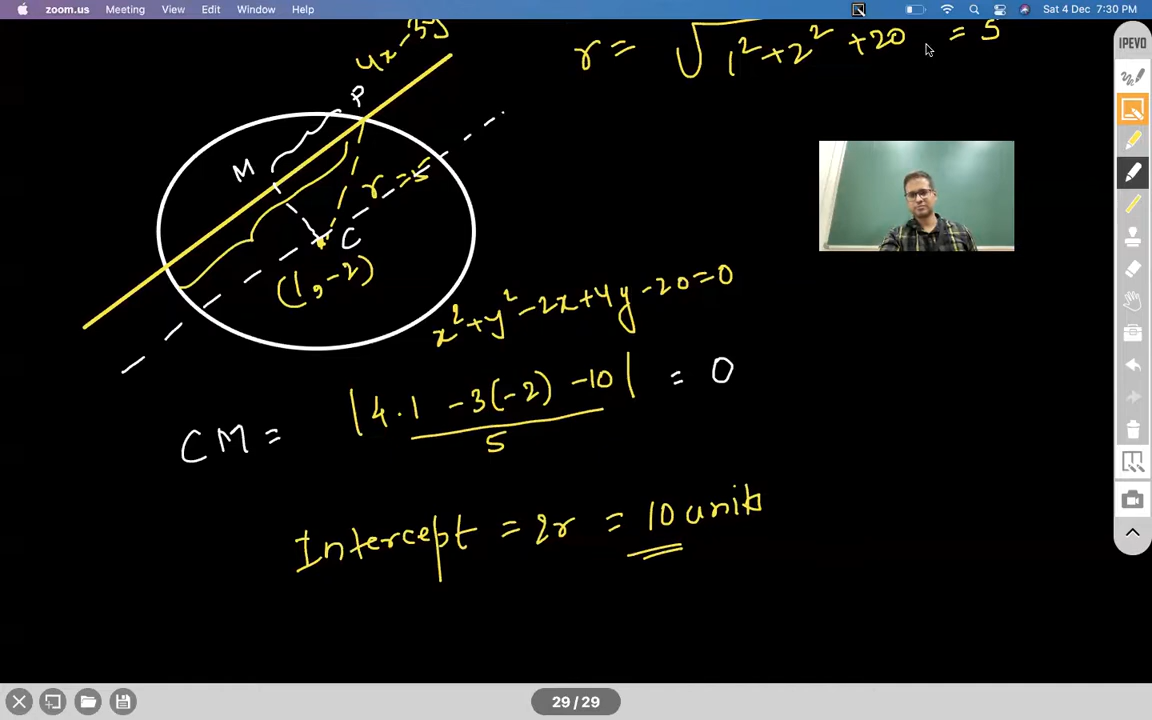 zoom.us Meeting View Edit Window Help Sat 4 Dec 7:30 PM
IPEVO
4x-3y
r = √1²+2²+20 = 5
P
M
r = 5
C
(1, -2)
x²+y²-2x+4y-20=0
CM = |4·1 -3(-2) -10| / 5 = 0
Intercept = 2r = 10 units
29 / 29